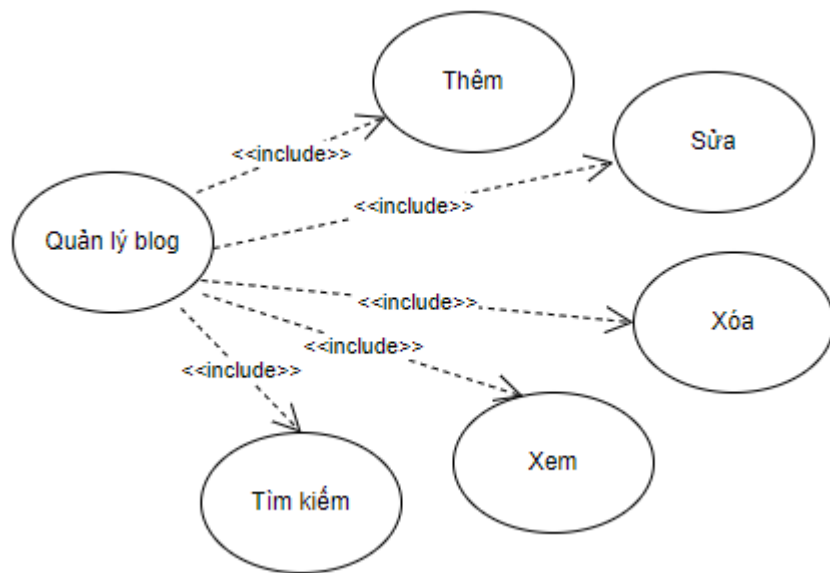 Thêm
Sửa
<<include>>
<<include>>
Quản lý blog
<<include>>
Xóa
<<include>>
<<include>>
Xem
Tìm kiếm